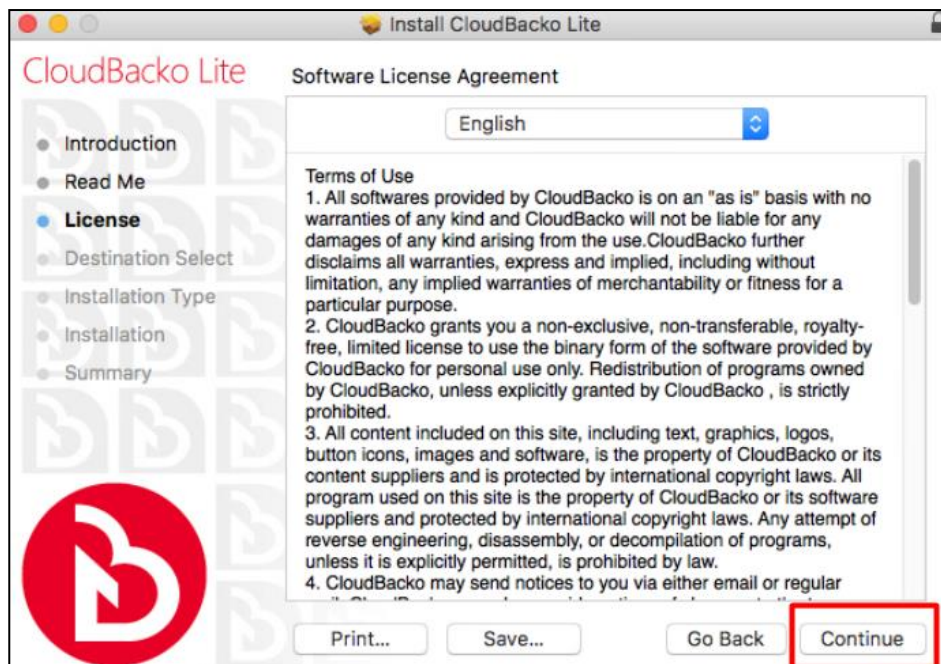 Install CloudBacko Lite
CloudBacko Lite
Introduction
Read Me
License
Destination Select
Installation Type
Installation
Summary
Software License Agreement
English
Terms of Use
1. All softwares provided by CloudBacko is on an "as is" basis with no
warranties of any kind and CloudBacko will not be liable for any
damages of any kind arising from the use.CloudBacko further
disclaims all warranties, express and implied, including without
limitation, any implied warranties of merchantability or fitness for a
particular purpose.
2. CloudBacko grants you a non-exclusive, non-transferable, royalty-
free, limited license to use the binary form of the software provided by
CloudBacko for personal use only. Redistribution of programs owned
by CloudBacko, unless explicitly granted by CloudBacko , is strictly
prohibited.
3. All content included on this site, including text, graphics, logos,
button icons, images and software, is the property of CloudBacko or its
content suppliers and is protected by international copyright laws. All
program used on this site is the property of CloudBacko or its software
suppliers and protected by international copyright laws. Any attempt of
reverse engineering, disassembly, or decompilation of programs,
unless it is explicitly permitted, is prohibited by law.
4. CloudBacko may send notices to you via either email or regular
Print...
Save...
Go Back
Continue